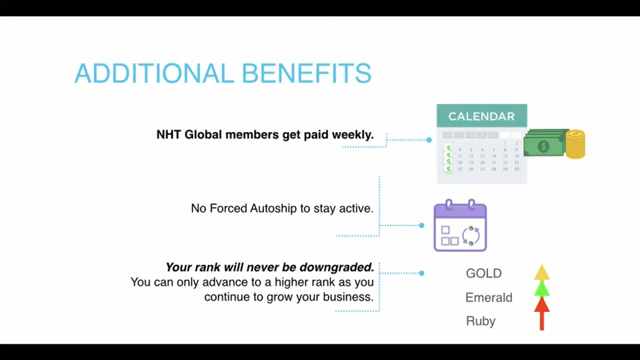 ADDITIONAL BENEFITS
CALENDAR
NHT Global members get paid weekly.
No Forced Autoship to stay active.
Your rank will never be downgraded.
You can only advance to a higher rank as you
continue to grow your business.
GOLD
Emerald
Ruby